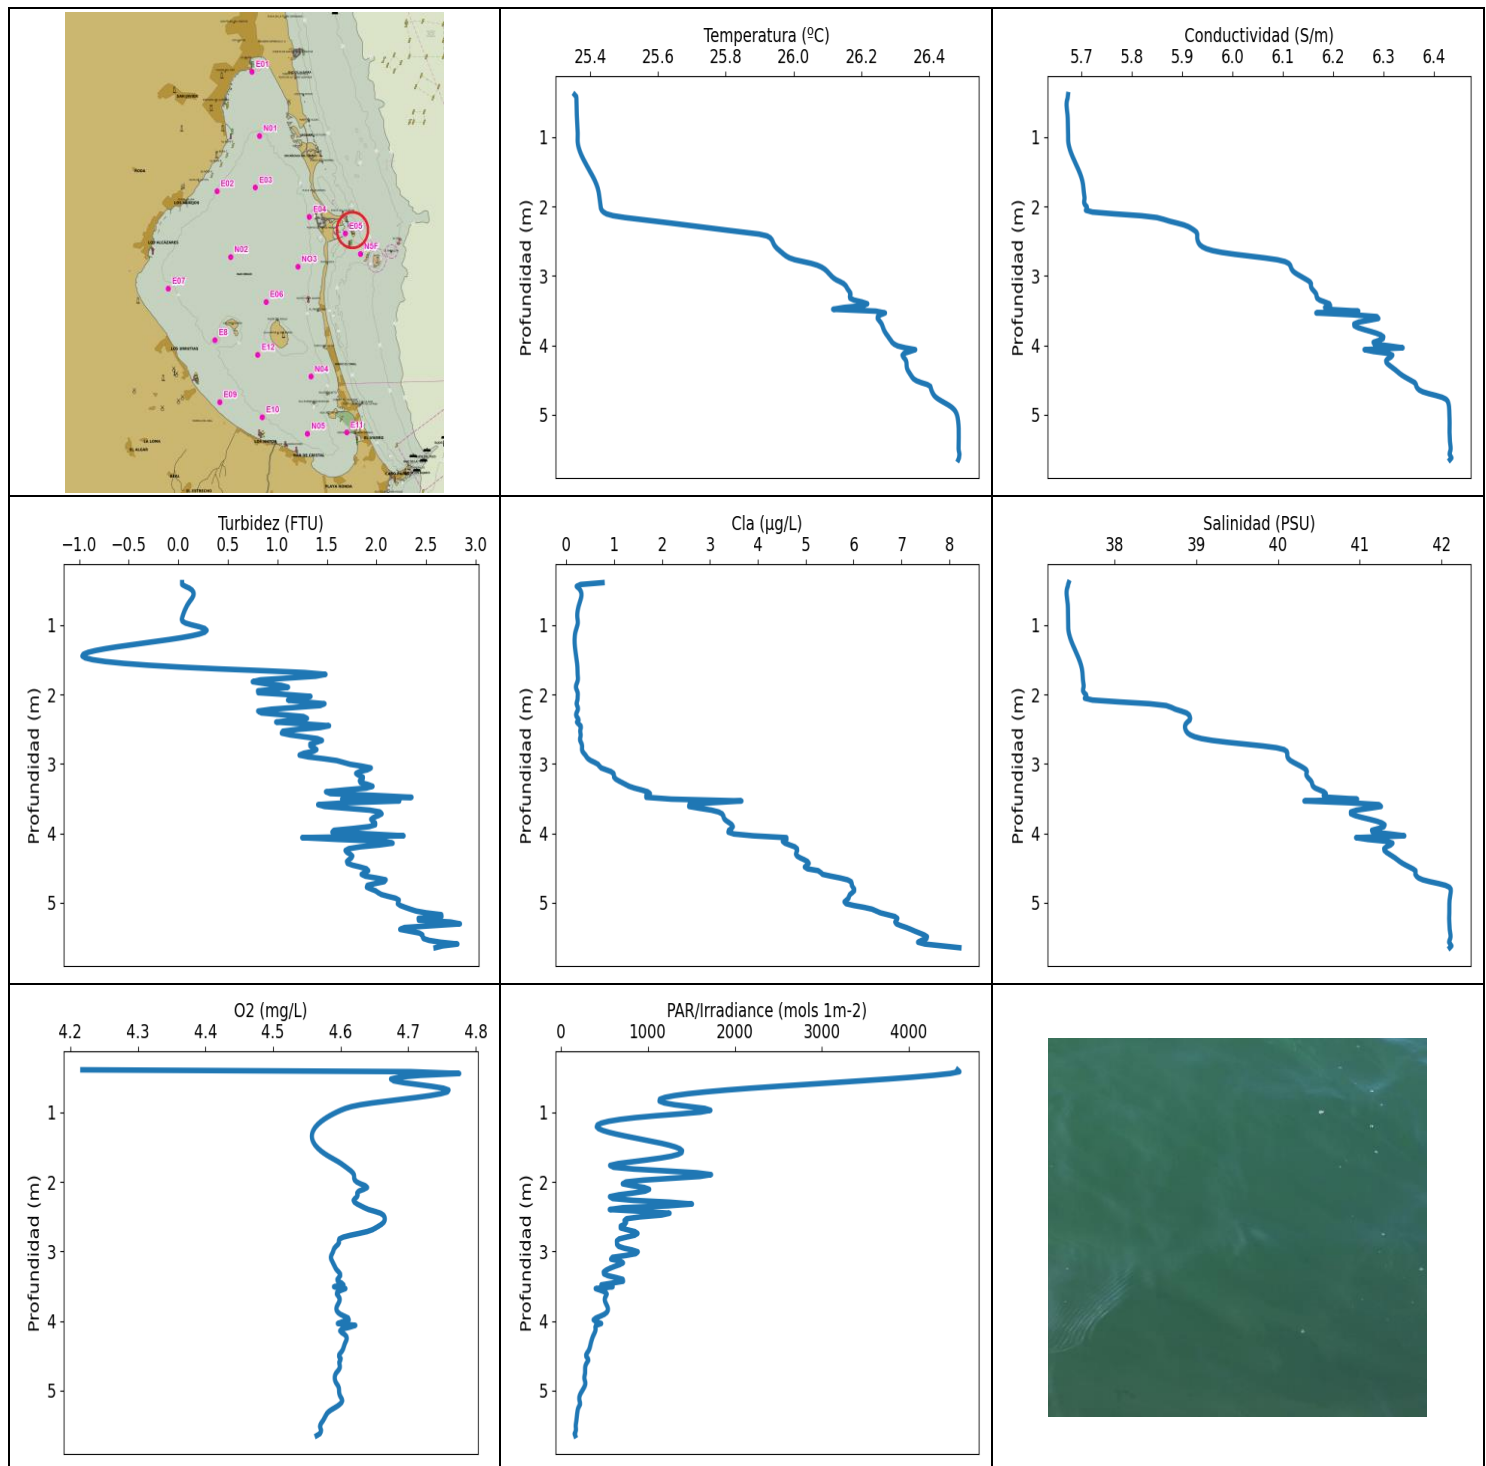 E01
N01
E03
E02
E04
E05
N5F
N02
NO3
E07
E06
E8
E12
N04
E09
E10
N05
E11
Temperatura (ºC)
25.4 25.6 25.8 26.0 26.2 26.4
Profundidad (m)
1
2
3
4
5
Conductividad (S/m)
5.7 5.8 5.9 6.0 6.1 6.2 6.3 6.4
Profundidad (m)
1
2
3
4
5
Turbidez (FTU)
−1.0 −0.5 0.0 0.5 1.0 1.5 2.0 2.5 3.0
Profundidad (m)
1
2
3
4
5
Cla (µg/L)
0 1 2 3 4 5 6 7 8
Profundidad (m)
1
2
3
4
5
Salinidad (PSU)
38 39 40 41 42
Profundidad (m)
1
2
3
4
5
O2 (mg/L)
4.2 4.3 4.4 4.5 4.6 4.7 4.8
Profundidad (m)
1
2
3
4
5
PAR/Irradiance (mols 1m-2)
0 1000 2000 3000 4000
Profundidad (m)
1
2
3
4
5